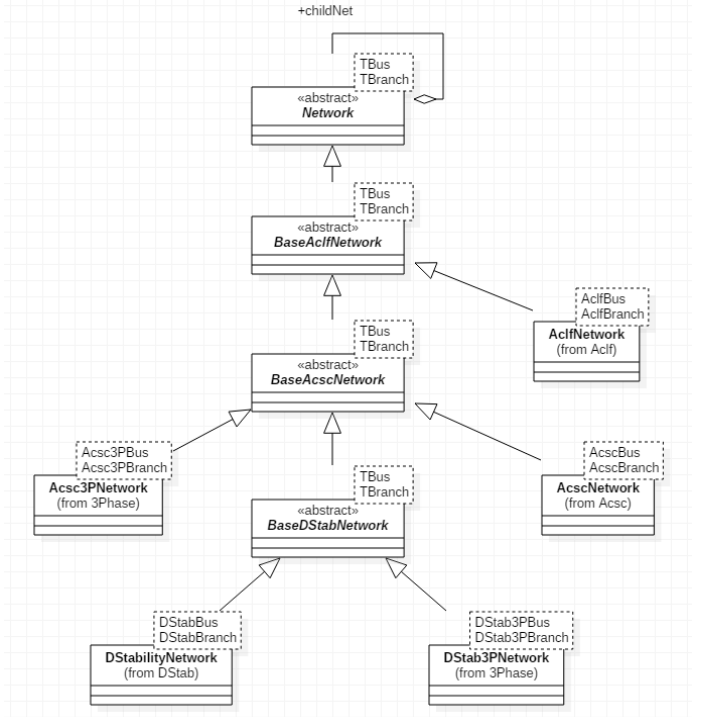 +childNet
TBus
TBranch
«abstract»
Network
TBus
TBranch
«abstract»
BaseAclfNetwork
AclfBus
AclfBranch
AclfNetwork
(from Aclf)
TBus
TBranch
«abstract»
BaseAcscNetwork
Acsc3PBus
Acsc3PBranch
Acsc3PNetwork
(from 3Phase)
AcscBus
AcscBranch
AcscNetwork
(from Acsc)
TBus
TBranch
«abstract»
BaseDStabNetwork
DStabBus
DStabBranch
DStabilityNetwork
(from DStab)
DStab3PBus
DStab3PBranch
DStab3PNetwork
(from 3Phase)